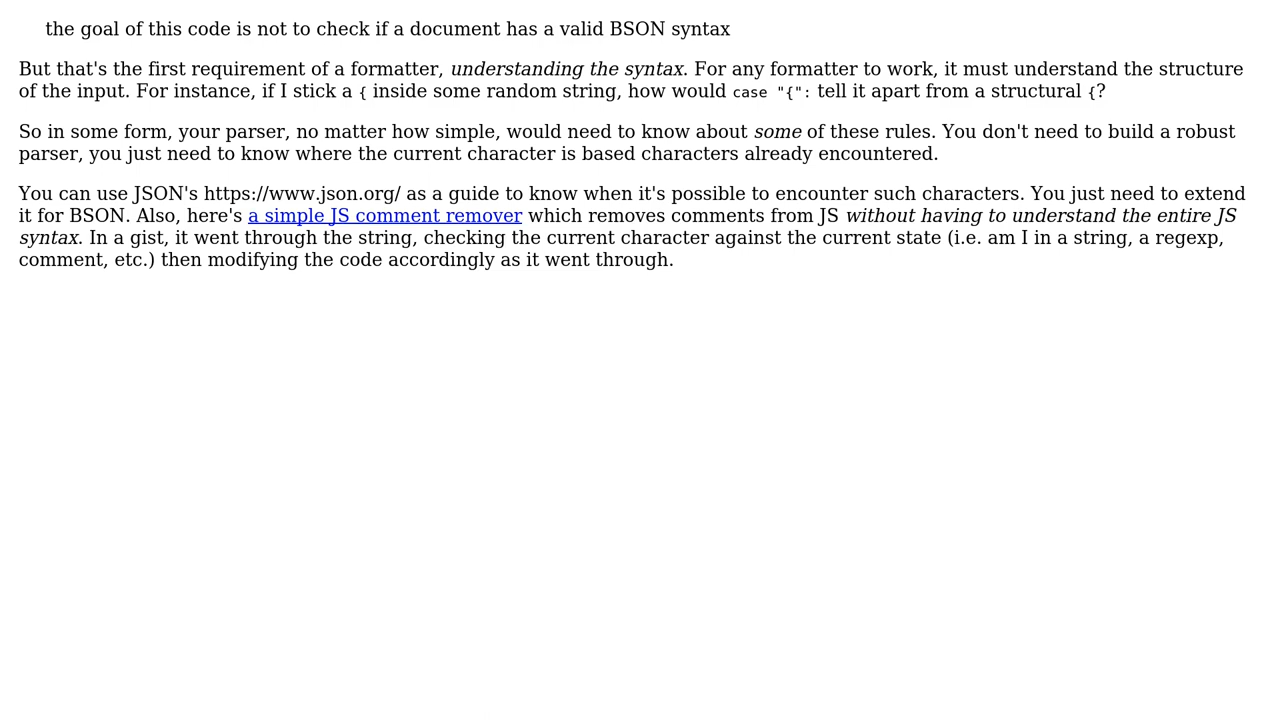 the goal of this code is not to check if a document has a valid BSON syntax
But that's the first requirement of a formatter, understanding the syntax. For any formatter to work, it must understand the structure
of the input. For instance, if I stick a { inside some random string, how would case "{": tell it apart from a structural {?
So in some form, your parser, no matter how simple, would need to know about some of these rules. You don't need to build a robust
parser, you just need to know where the current character is based characters already encountered.
You can use JSON's https://www.json.org/ as a guide to know when it's possible to encounter such characters. You just need to extend
it for BSON. Also, here's a simple JS comment remover which removes comments from JS without having to understand the entire JS
syntax. In a gist, it went through the string, checking the current character against the current state (i.e. am I in a string, a regexp,
comment, etc.) then modifying the code accordingly as it went through.